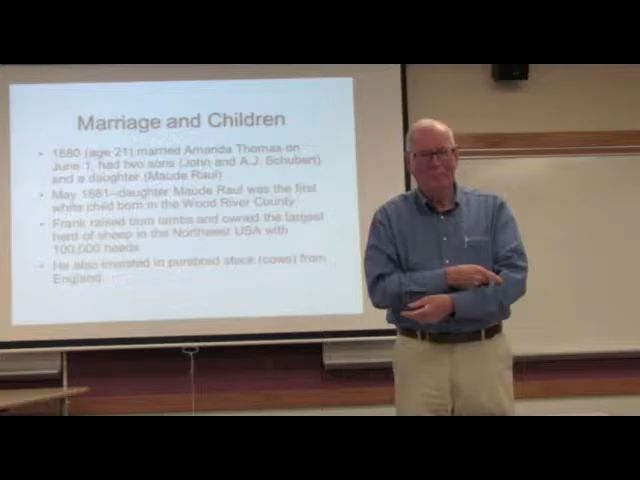 Marriage and Children
• 1880 (age 21) married Amanda Thomas on
June 1, had two sons (John and A.J. Schubert)
and a daughter (Maude Raul)
• May 1881–daughter Maude Raul was the first
white child born in the Wood River County
• Frank raised bum lambs and owned the largest
herd of sheep in the Northwest USA with
100,000 heads
• He also invested in purebred stock (cows) from
England.